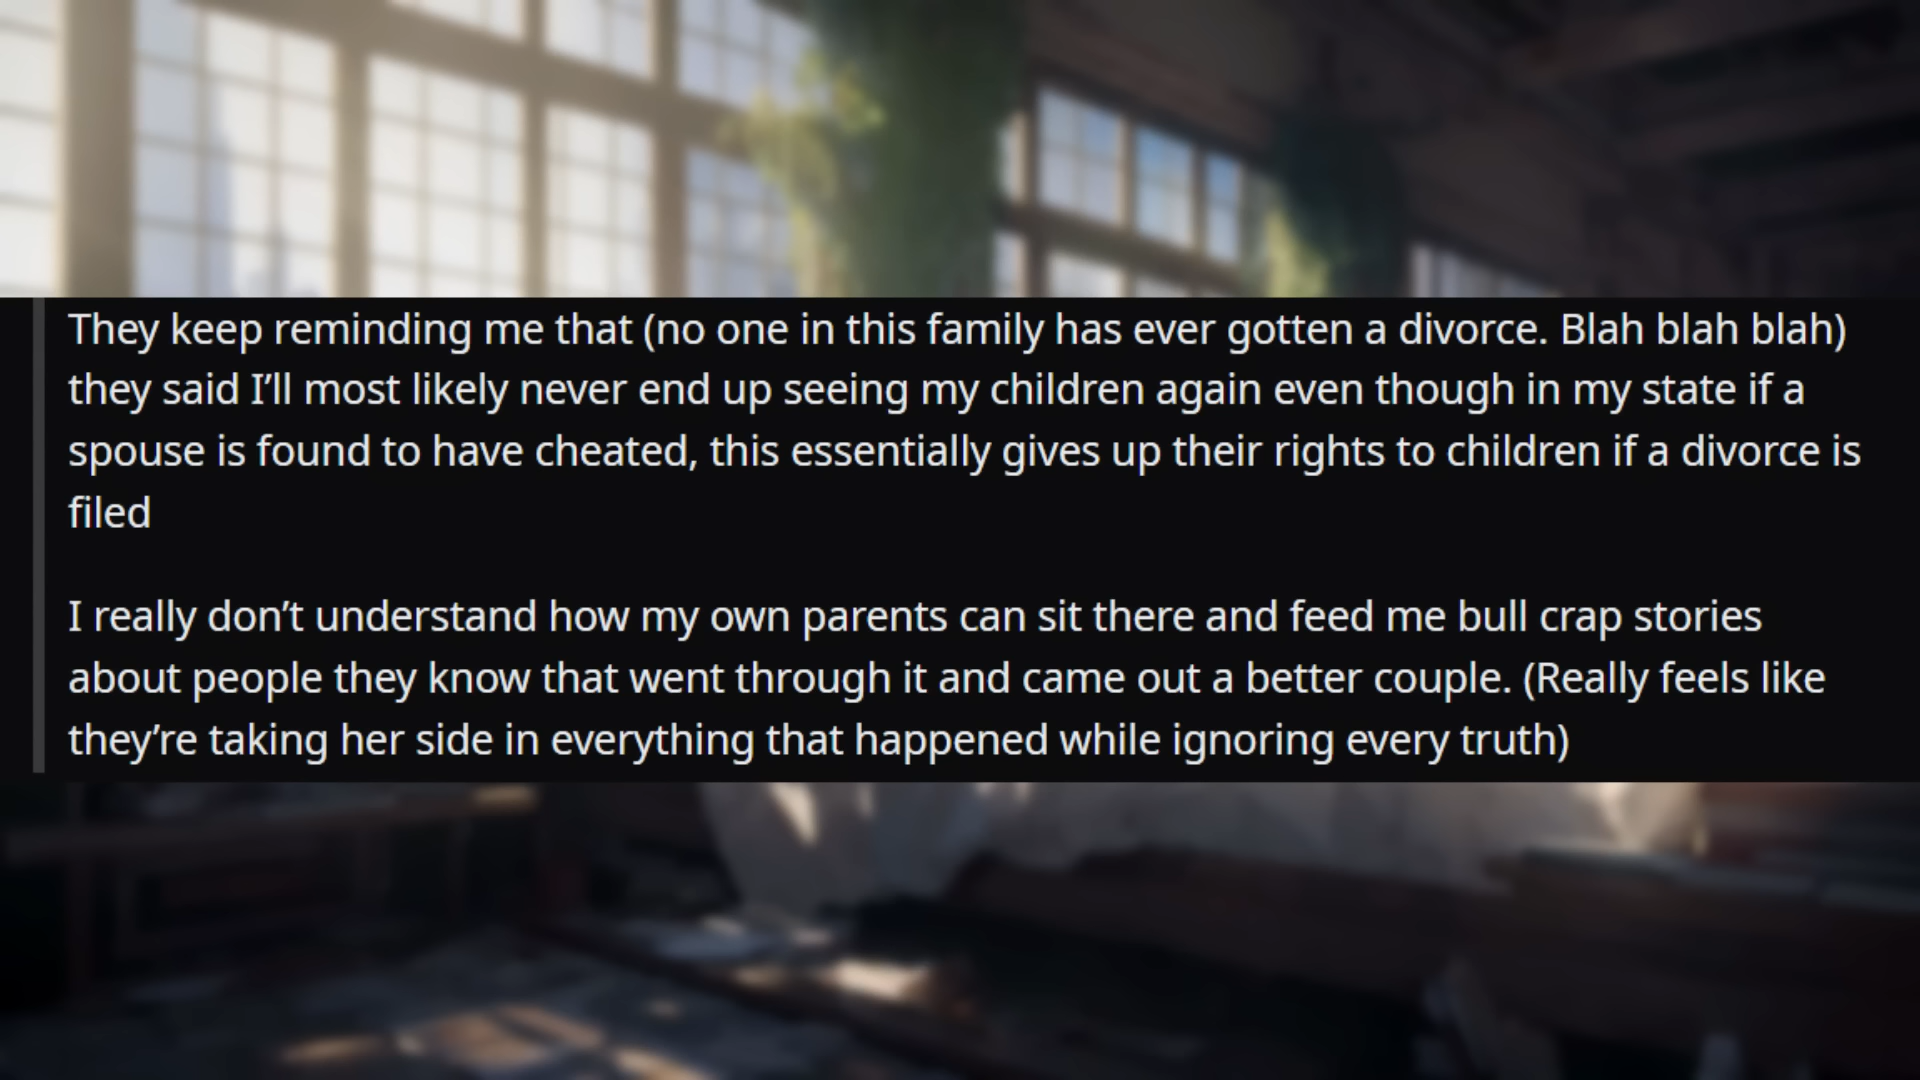 They keep reminding me that (no one in this family has ever gotten a divorce. Blah blah blah)
they said I’ll most likely never end up seeing my children again even though in my state if a
spouse is found to have cheated, this essentially gives up their rights to children if a divorce is
filed
I really don’t understand how my own parents can sit there and feed me bull crap stories
about people they know that went through it and came out a better couple. (Really feels like
they’re taking her side in everything that happened while ignoring every truth)